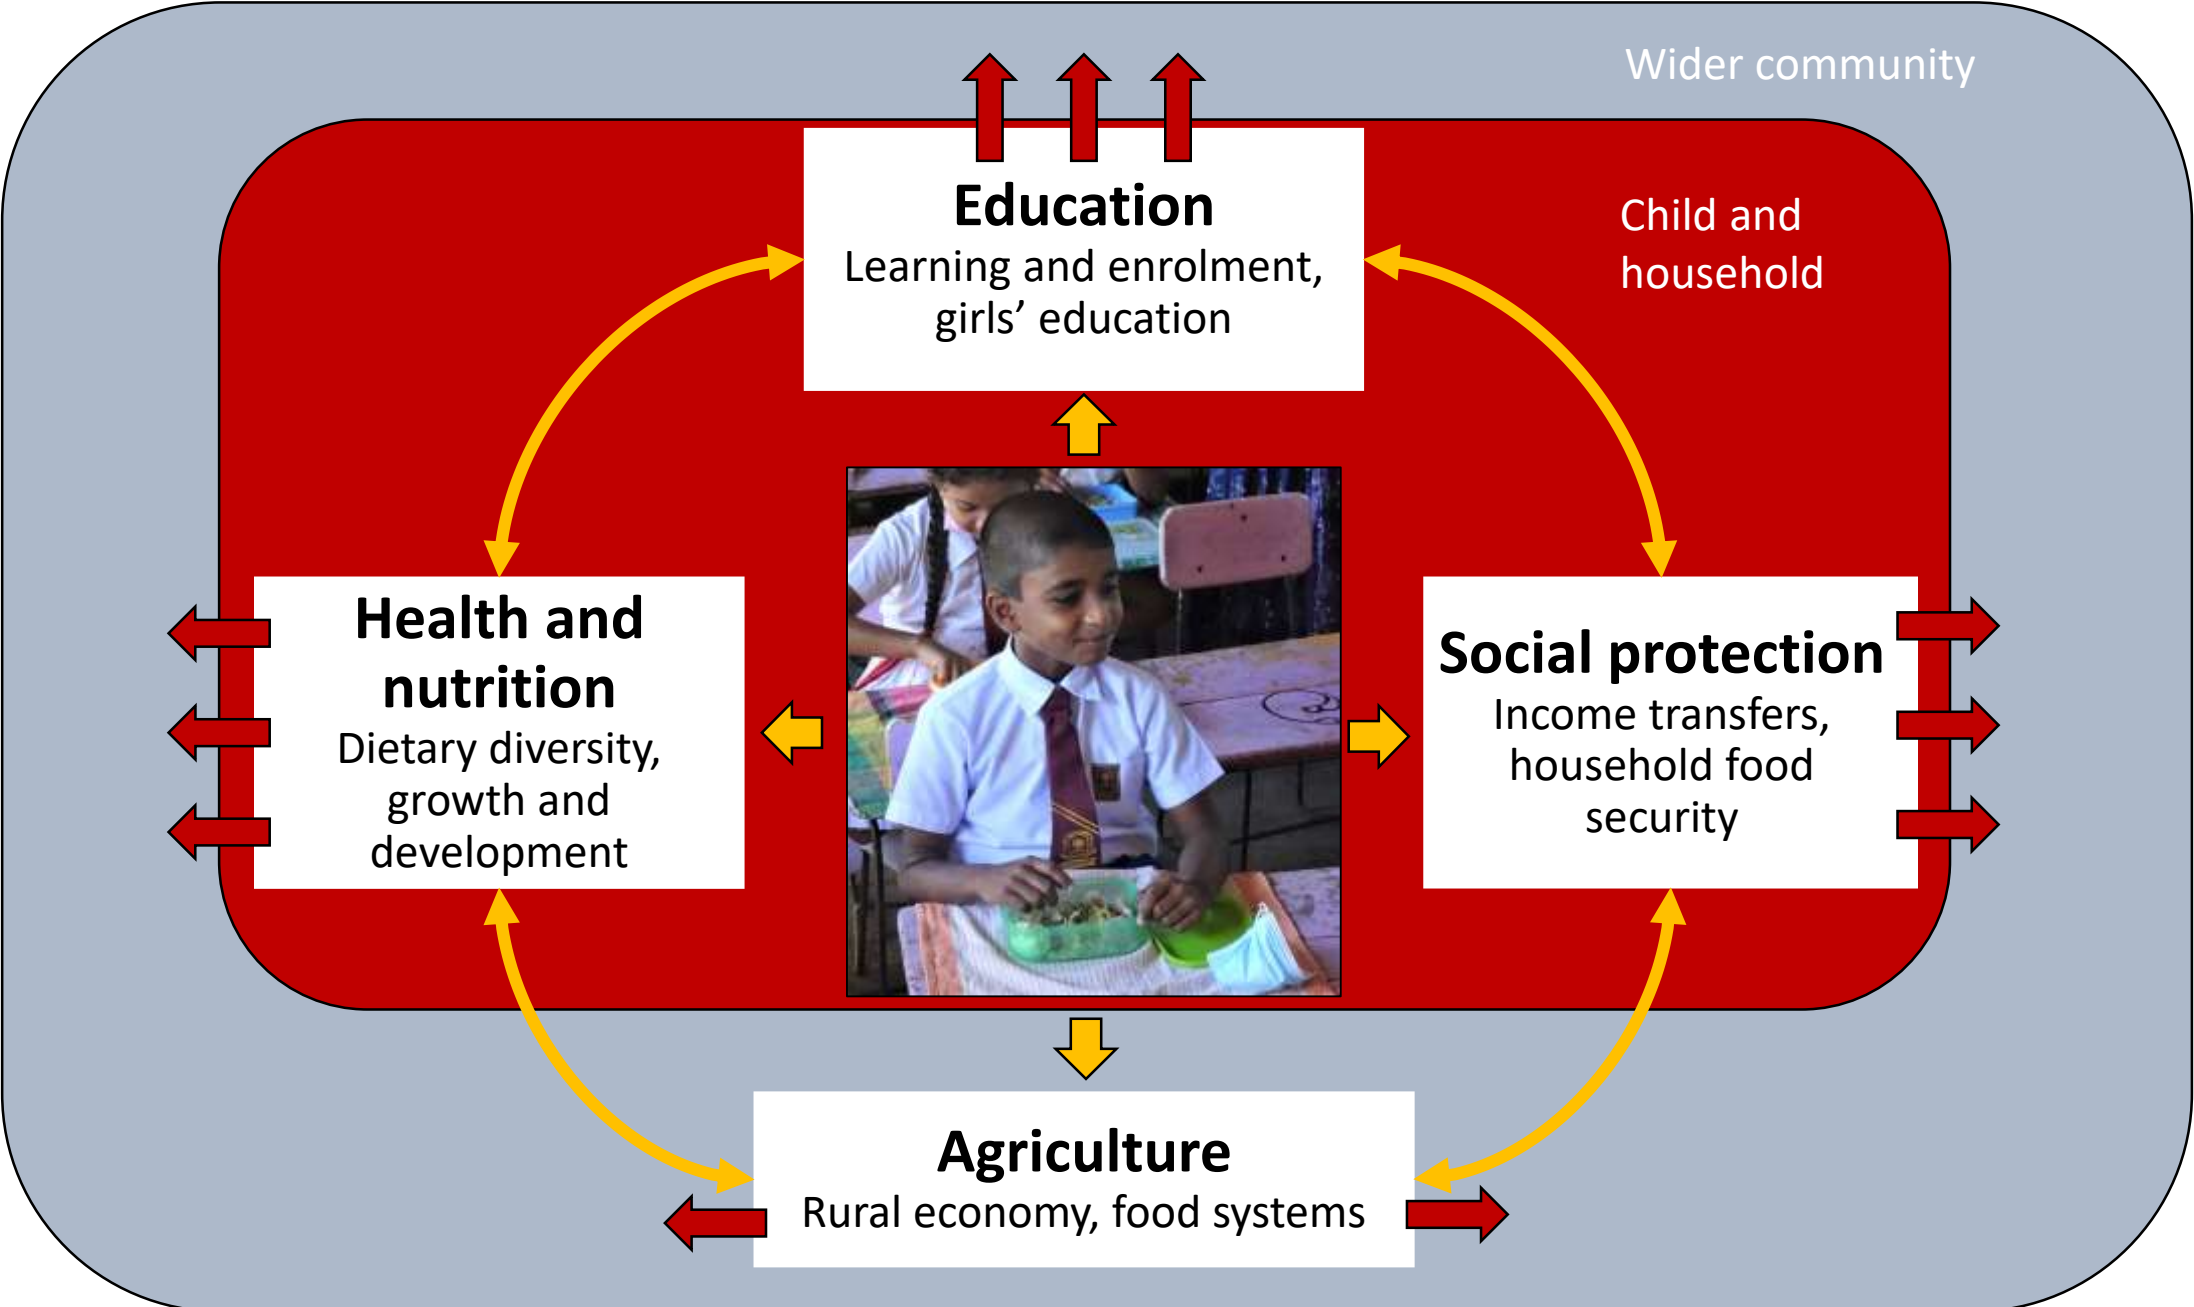 Wider community
Education
Learning and enrolment,
girls’ education
Child and
household
Health and
nutrition
Dietary diversity,
growth and
development
Social protection
Income transfers,
household food
security
Agriculture
Rural economy, food systems